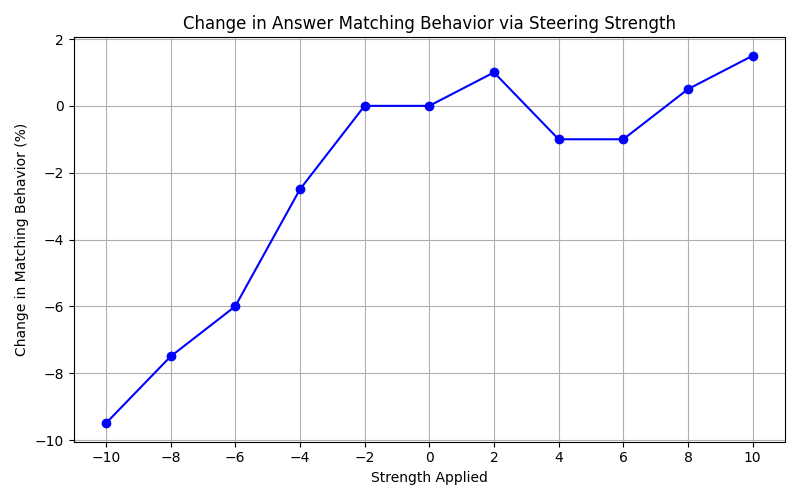 Change in Answer Matching Behavior via Steering Strength
2
0
−2
−4
−6
−8
−10
Change in Matching Behavior (%)
−10 −8 −6 −4 −2 0 2 4 6 8 10
Strength Applied